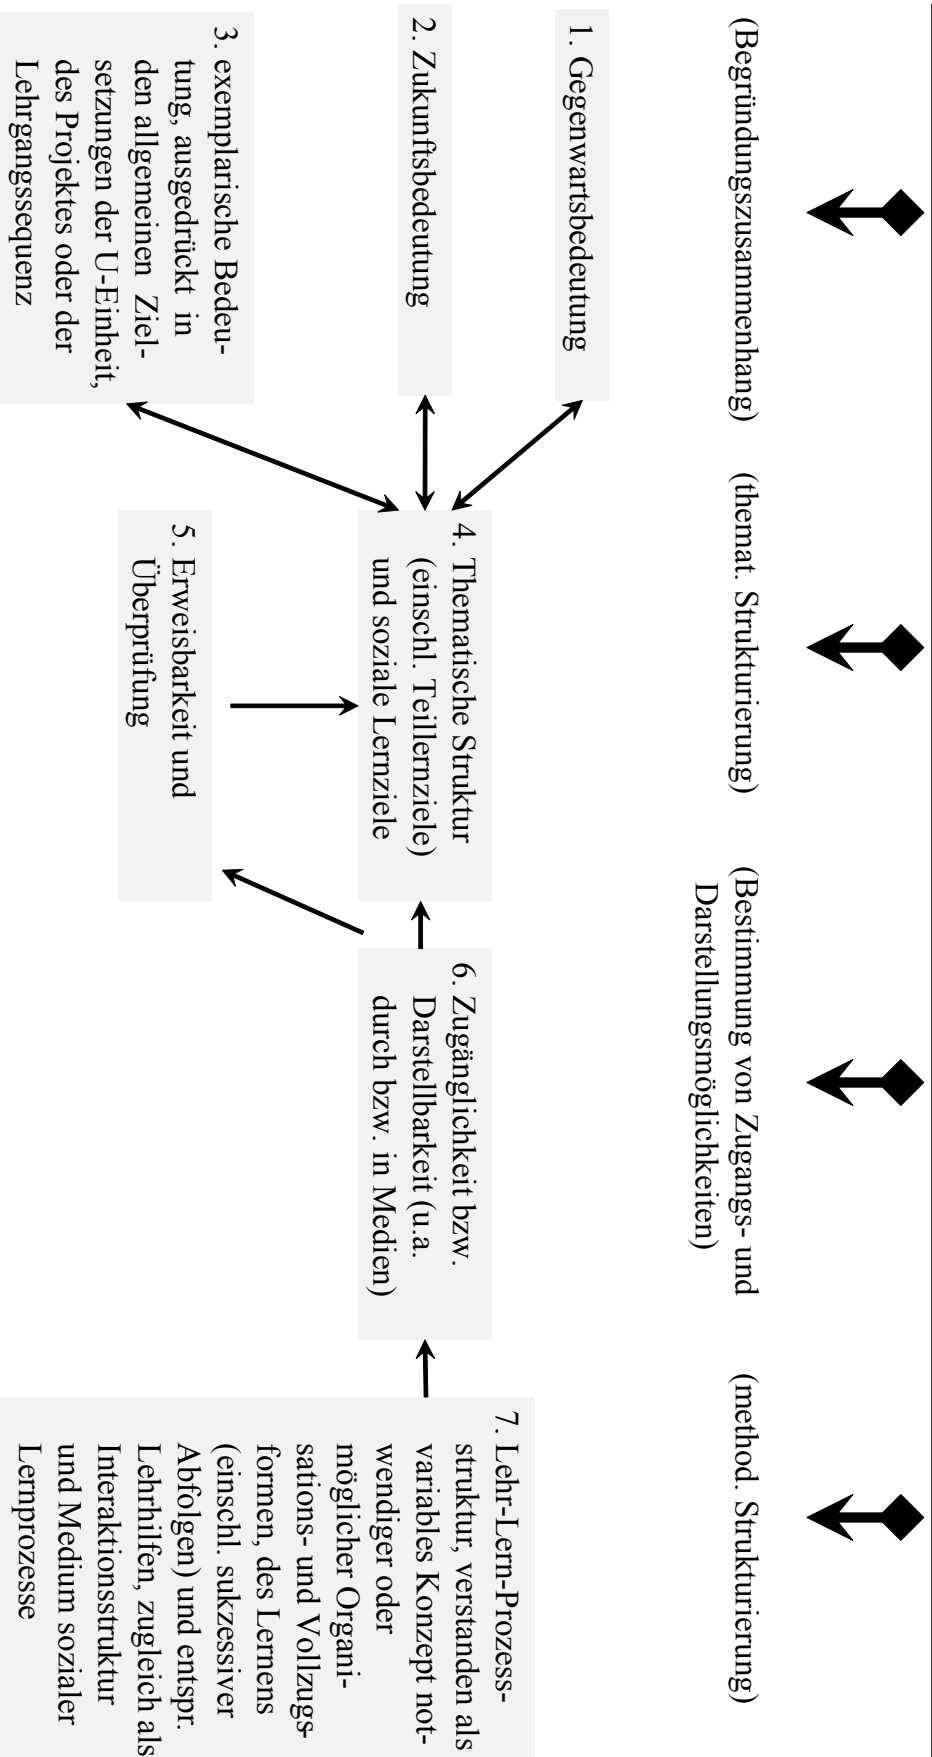 (Begründungszusammenhang)
(themat. Strukturierung)
(Bestimmung von Zugangs- und
Darstellungsmöglichkeiten)
(method. Strukturierung)
1. Gegenwartsbedeutung
2. Zukunftsbedeutung
3. exemplarische Bedeu-
tung, ausgedrückt in
den allgemeinen Ziel-
setzungen der U-Einheit,
des Projektes oder der
Lehrgangssequenz
4. Thematische Struktur
(einschl. Teillernziele)
und soziale Lernziele
5. Erweisbarkeit und
Überprüfung
6. Zugänglichkeit bzw.
Darstellbarkeit (u.a.
durch bzw. in Medien)
7. Lehr-Lern-Prozess-
struktur, verstanden als
variables Konzept not-
wendiger oder
möglicher Organi-
sations- und Vollzugs-
formen, des Lernens
(einschl. sukzessiver
Abfolgen) und entspr.
Lehrhilfen, zugleich als
Interaktionsstruktur
und Medium sozialer
Lernprozesse